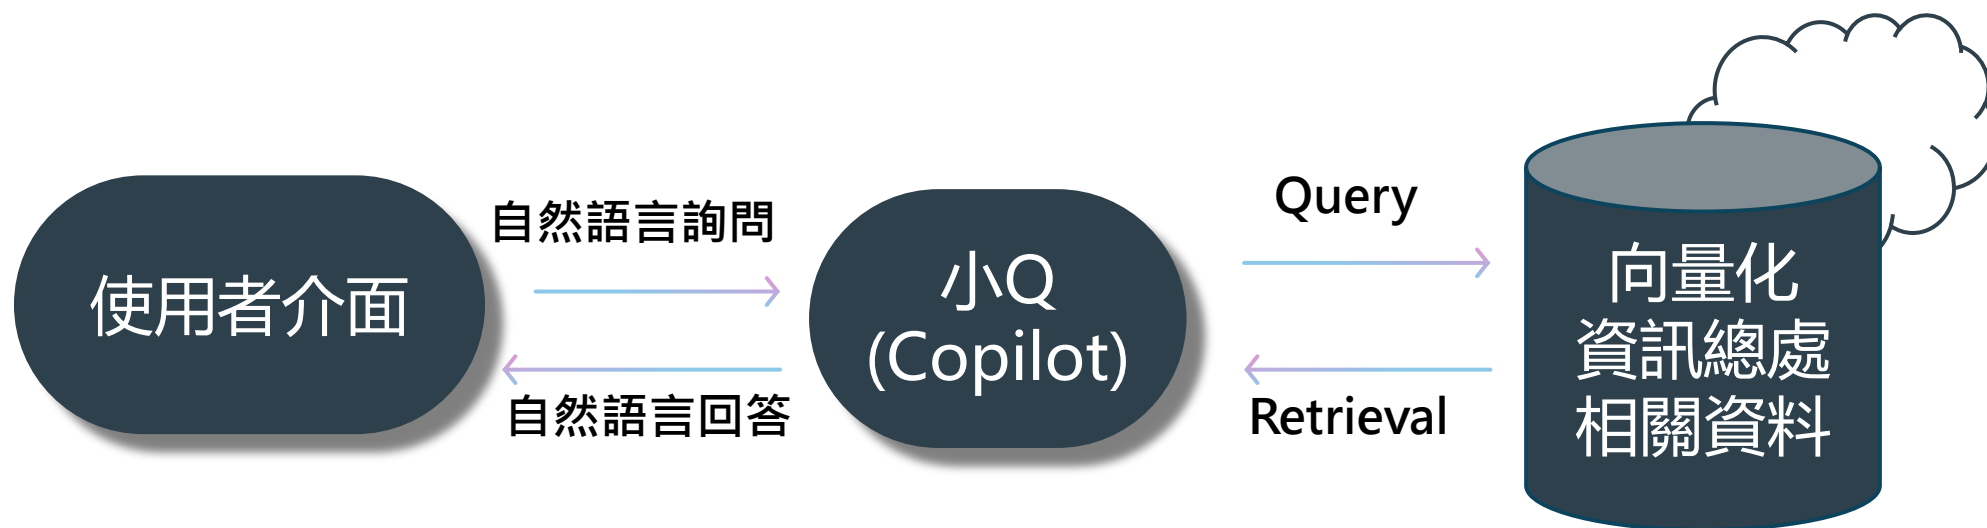 使用者介面
自然語言詢問
自然語言回答
小Q
(Copilot)
Query
Retrieval
向量化
資訊總處
相關資料